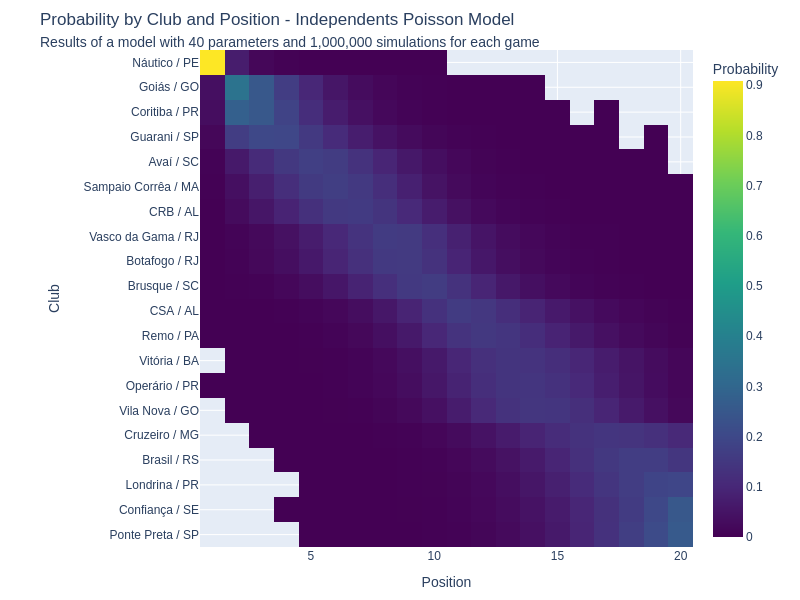 Probability by Club and Position - Independents Poisson Model
Results of a model with 40 parameters and 1,000,000 simulations for each game
Probability
Club
Náutico / PE
Goiás / GO
Coritiba / PR
Guarani / SP
Avaí / SC
Sampaio Corrêa / MA
CRB / AL
Vasco da Gama / RJ
Botafogo / RJ
Brusque / SC
CSA / AL
Remo / PA
Vitória / BA
Operário / PR
Vila Nova / GO
Cruzeiro / MG
Brasil / RS
Londrina / PR
Confiança / SE
Ponte Preta / SP
0.9
0.8
0.7
0.6
0.5
0.4
0.3
0.2
0.1
0
5 10 15 20
Position